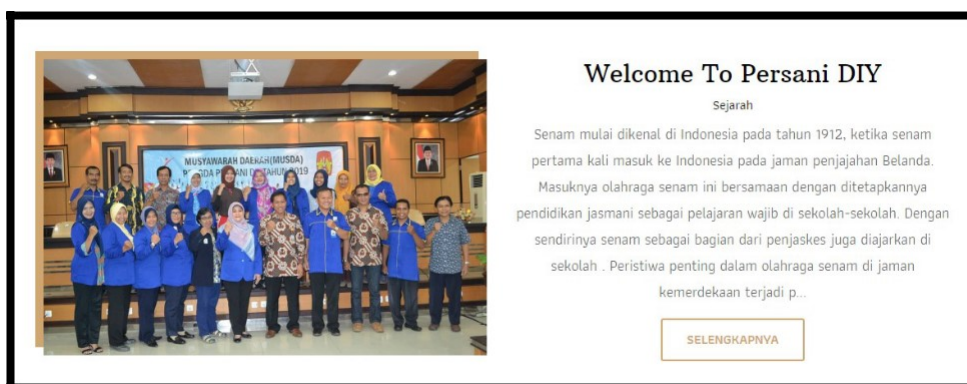 MUSYAWARAH DAERAH(MUSDA)
PERSANI TAHUN 2019
Welcome To Persani DIY
Sejarah
Senam mulai dikenal di Indonesia pada tahun 1912, ketika senam
pertama kali masuk ke Indonesia pada jaman penjajahan Belanda.
Masuknya olahraga senam ini bersamaan dengan ditetapkannya
pendidikan jasmani sebagai pelajaran wajib di sekolah-sekolah. Dengan
sendirinya senam sebagai bagian dari penjaskes juga diajarkan di
sekolah . Peristiwa penting dalam olahraga senam di jaman
kemerdekaan terjadi p...
SELENGKAPNYA